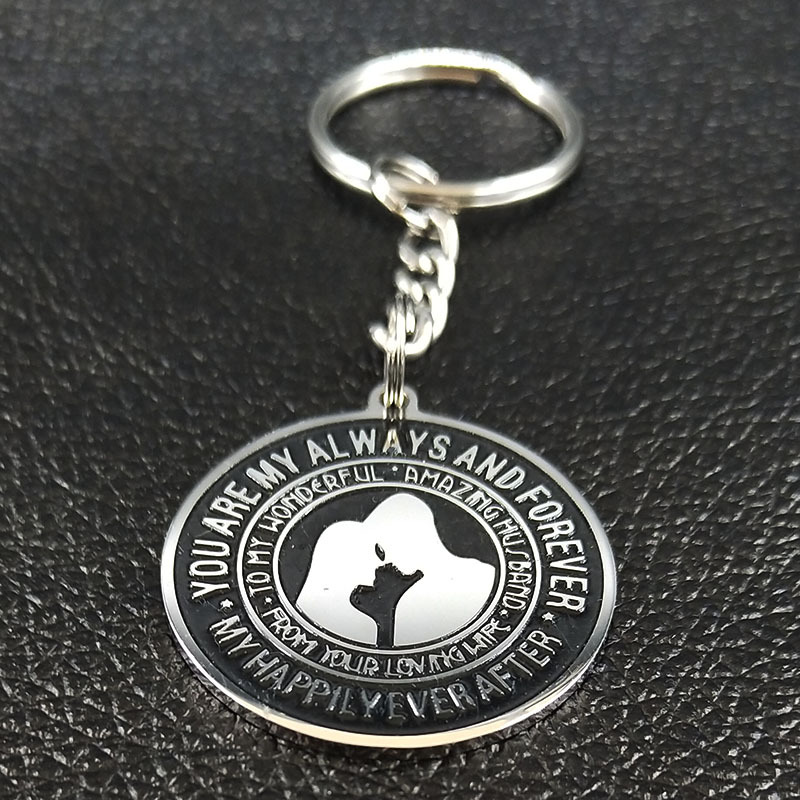 YOU ARE MY ALWAYS AND FOREVER
• MY HAPPILY EVER AFTER •
• TO MY WONDERFUL • AMAZING HUSBAND •
FROM YOUR LOVING WIFE